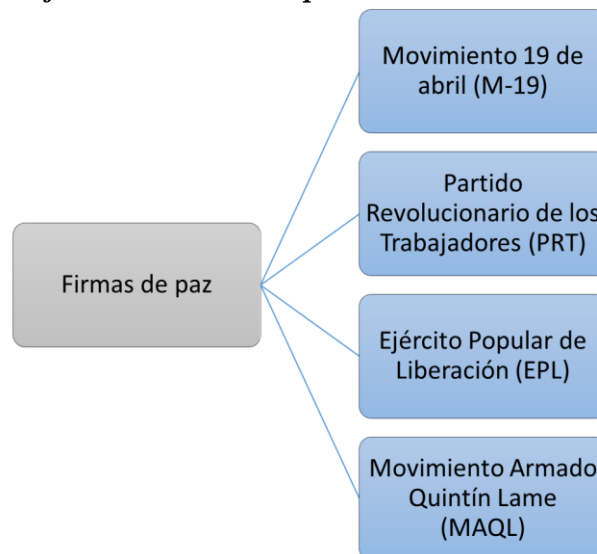 Firmas de paz
Movimiento 19 de
abril (M-19)
Partido
Revolucionario de los
Trabajadores (PRT)
Ejército Popular de
Liberación (EPL)
Movimiento Armado
Quintín Lame
(MAQL)